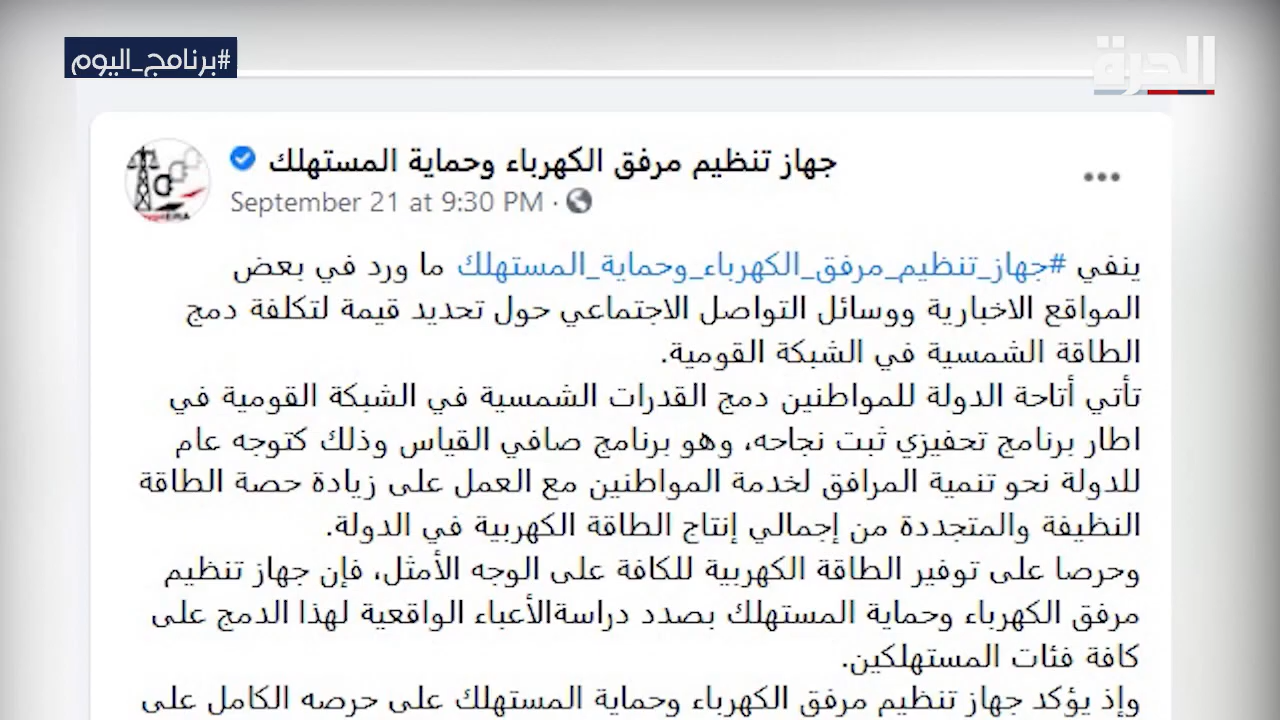 #برنامج_اليوم
الحرة
جهاز تنظيم مرفق الكهرباء وحماية المستهلك
September 21 at 9:30 PM ·
ينفي #جهاز_تنظيم_مرفق_الكهرباء_وحماية_المستهلك ما ورد في بعض
المواقع الاخبارية ووسائل التواصل الاجتماعي حول تحديد قيمة لتكلفة دمج
الطاقة الشمسية في الشبكة القومية.
تأتي أتاحة الدولة للمواطنين دمج القدرات الشمسية في الشبكة القومية في
اطار برنامج تحفيزي ثبت نجاحه، وهو برنامج صافي القياس وذلك كتوجه عام
للدولة نحو تنمية المرافق لخدمة المواطنين مع العمل على زيادة حصة الطاقة
النظيفة والمتجددة من إجمالي إنتاج الطاقة الكهربية في الدولة.
وحرصا على توفير الطاقة الكهربية للكافة على الوجه الأمثل، فإن جهاز تنظيم
مرفق الكهرباء وحماية المستهلك بصدد دراسةالأعباء الواقعية لهذا الدمج على
كافة فئات المستهلكين.
وإذ يؤكد جهاز تنظيم مرفق الكهرباء وحماية المستهلك على حرصه الكامل على